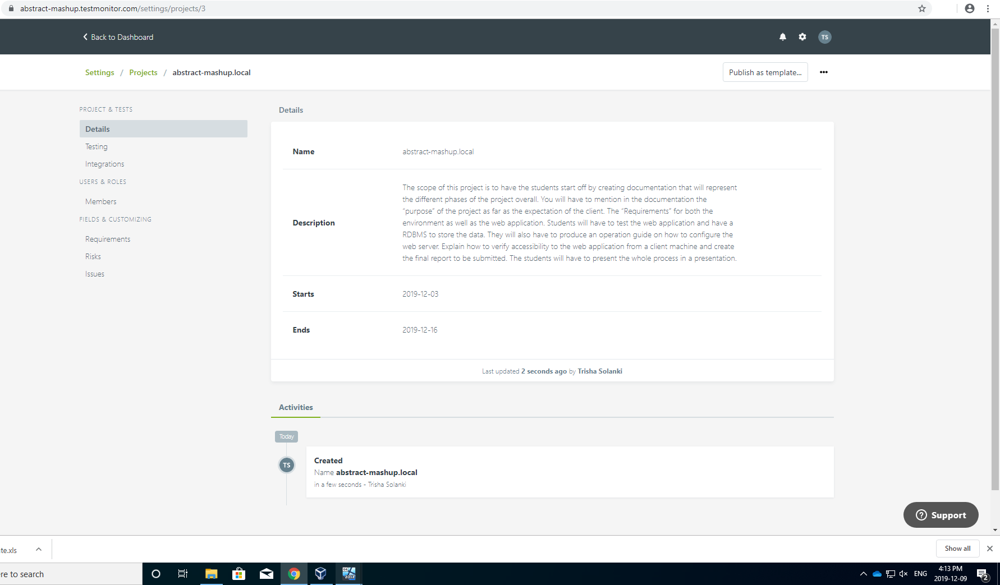 abstract-mashup.testmonitor.com/settings/projects/3
Back to Dashboard
TS
Settings / Projects / abstract-mashup.local
Publish as template...
PROJECT & TESTS
Details
Testing
Integrations
USERS & ROLES
Members
FIELDS & CUSTOMIZING
Requirements
Risks
Issues
Details
Name abstract-mashup.local
Description
The scope of this project is to have the students start off by creating documentation that will represent
the different phases of the project overall. You will have to mention in the documentation the
“purpose” of the project as far as the expectation of the client. The “Requirements” for both the
environment as well as the web application. Students will have to test the web application and have a
RDBMS to store the data. They will also have to produce an operation guide on how to configure the
web server. Explain how to verify accessibility to the web application from a client machine and create
the final report to be submitted. The students will have to present the whole process in a presentation.
Starts 2019-12-03
Ends 2019-12-16
Last updated 2 seconds ago by Trisha Solanki
Activities
Today
TS
Created
Name abstract-mashup.local
in a few seconds - Trisha Solanki
Support
te.xls
Show all
re to search
2012
ENG
4:13 PM
2019-12-09
2